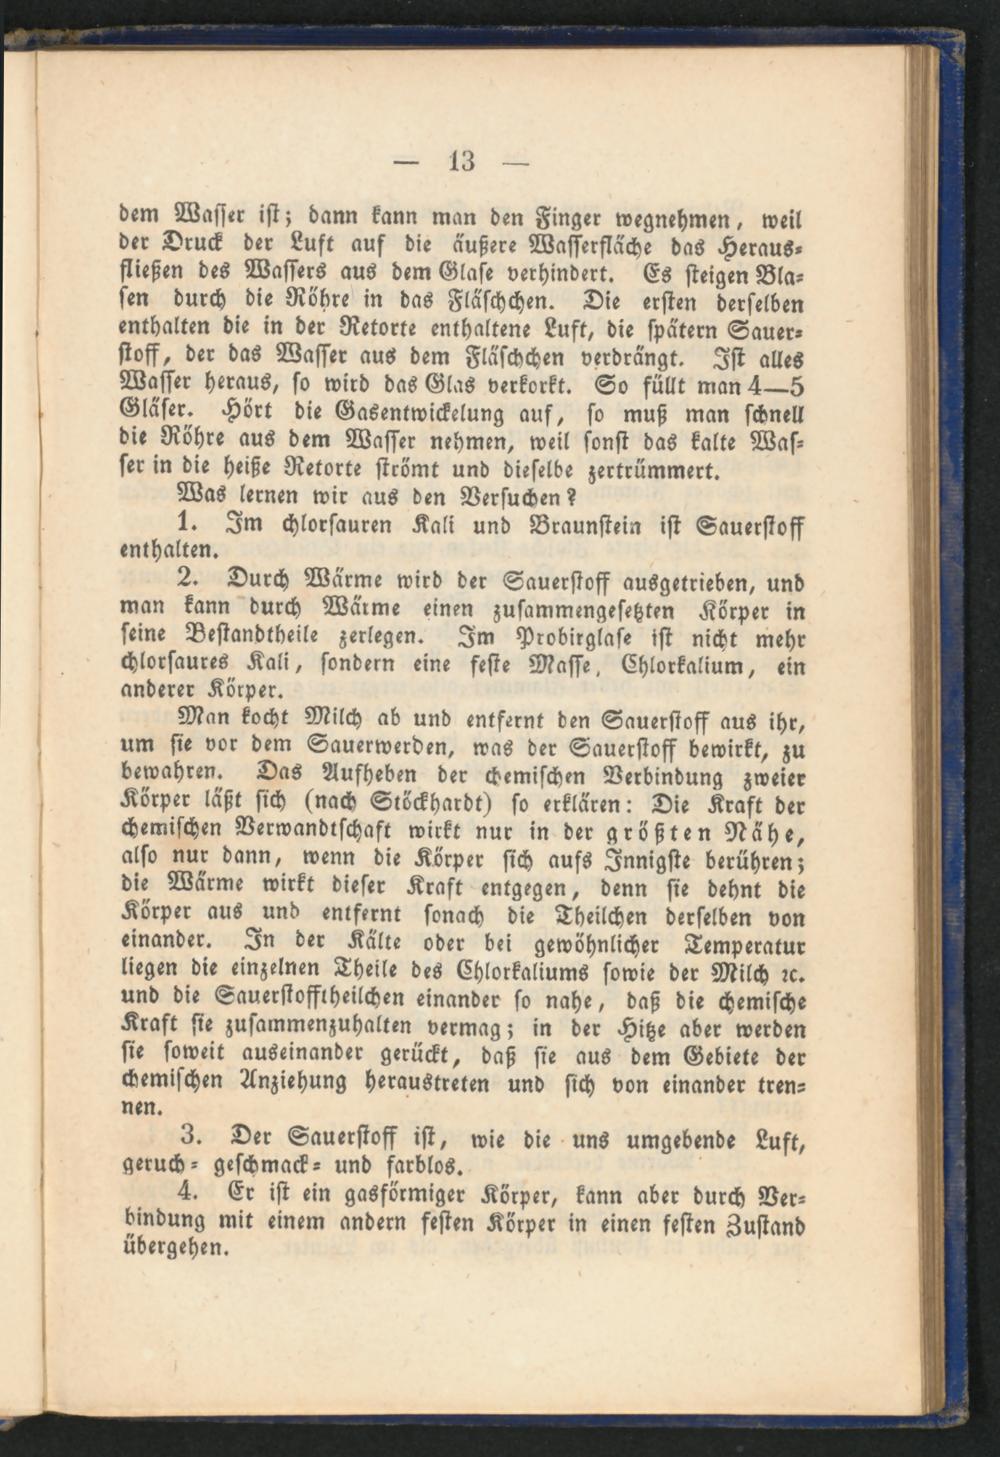 — 13 —
dem Wasser ist; dann kann man den Finger wegnehmen, weil
der Druck der Luft auf die äußere Wasserfläche das Heraus-
fließen des Wassers aus dem Glase verhindert. Es steigen Bla-
sen durch die Röhre in das Fläschchen. Die ersten derselben
enthalten die in der Retorte enthaltene Luft, die spätern Sauer-
stoff, der das Wasser aus dem Fläschchen verdrängt. Ist alles
Wasser heraus, so wird das Glas verkorkt. So füllt man 4—5
Gläser. Hört die Gasentwickelung auf, so muß man schnell
die Röhre aus dem Wasser nehmen, weil sonst das kalte Was-
ser in die heiße Retorte strömt und dieselbe zertrümmert.
Was lernen wir aus den Versuchen?
1. Im chlorsauren Kali und Braunstein ist Sauerstoff
enthalten.
2. Durch Wärme wird der Sauerstoff ausgetrieben, und
man kann durch Wärme einen zusammengesetzten Körper in
seine Bestandtheile zerlegen. Im Probirglase ist nicht mehr
chlorsaures Kali, sondern eine feste Masse, Chlorkalium, ein
anderer Körper.
Man kocht Milch ab und entfernt den Sauerstoff aus ihr,
um sie vor dem Sauerwerden, was der Sauerstoff bewirkt, zu
bewahren. Das Aufheben der chemischen Verbindung zweier
Körper läßt sich (nach Stöckhardt) so erklären: Die Kraft der
chemischen Verwandtschaft wirkt nur in der größten Nähe,
also nur dann, wenn die Körper sich aufs Innigste berühren;
die Wärme wirkt dieser Kraft entgegen, denn sie dehnt die
Körper aus und entfernt sonach die Theilchen derselben von
einander. In der Kälte oder bei gewöhnlicher Temperatur
liegen die einzelnen Theile des Chlorkaliums sowie der Milch ꝛc.
und die Sauerstofftheilchen einander so nahe, daß die chemische
Kraft sie zusammenzuhalten vermag; in der Hitze aber werden
sie soweit auseinander gerückt, daß sie aus dem Gebiete der
chemischen Anziehung heraustreten und sich von einander tren-
nen.
3. Der Sauerstoff ist, wie die uns umgebende Luft,
geruch- geschmack- und farblos.
4. Er ist ein gasförmiger Körper, kann aber durch Ver-
bindung mit einem andern festen Körper in einen festen Zustand
übergehen.